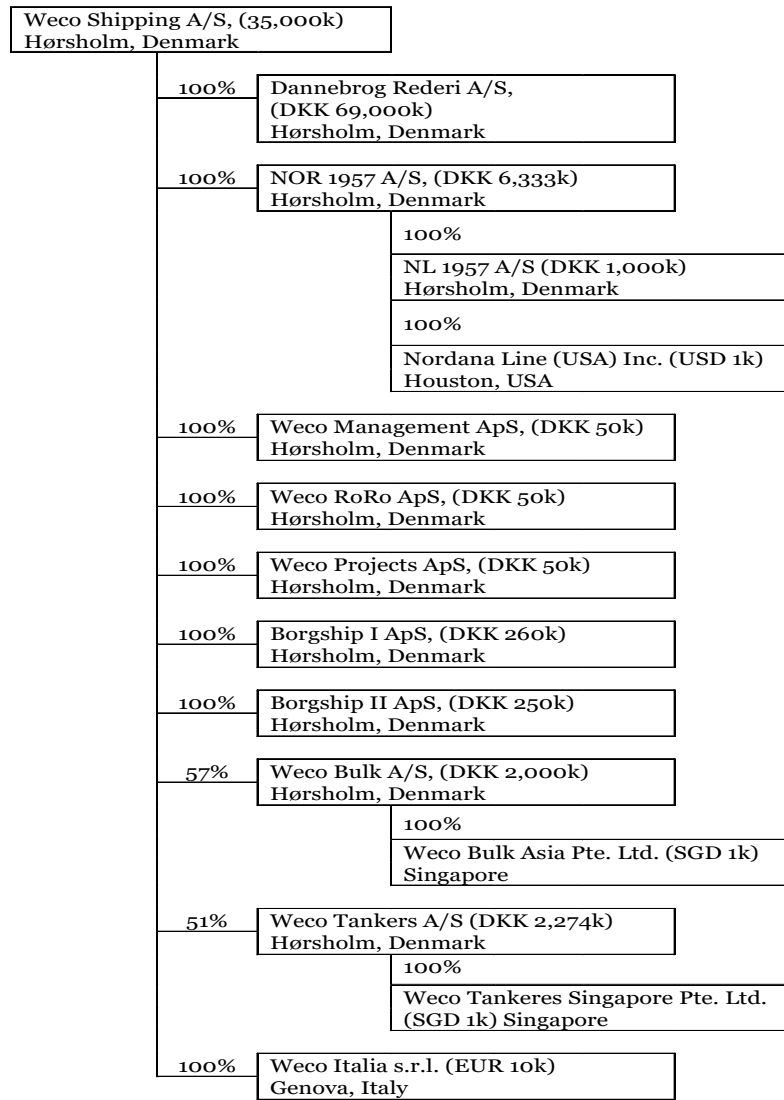 Weco Shipping A/S, (35,000k)
Hørsholm, Denmark
100%
Dannebrog Rederi A/S,
(DKK 69,000k)
Hørsholm, Denmark
100%
NOR 1957 A/S, (DKK 6,333k)
Hørsholm, Denmark
100%
NL 1957 A/S (DKK 1,000k)
Hørsholm, Denmark
100%
Nordana Line (USA) Inc. (USD 1k)
Houston, USA
100%
Weco Management ApS, (DKK 50k)
Hørsholm, Denmark
100%
Weco RoRo ApS, (DKK 50k)
Hørsholm, Denmark
100%
Weco Projects ApS, (DKK 50k)
Hørsholm, Denmark
100%
Borgship I ApS, (DKK 260k)
Hørsholm, Denmark
100%
Borgship II ApS, (DKK 250k)
Hørsholm, Denmark
57%
Weco Bulk A/S, (DKK 2,000k)
Hørsholm, Denmark
100%
Weco Bulk Asia Pte. Ltd. (SGD 1k)
Singapore
51%
Weco Tankers A/S (DKK 2,274k)
Hørsholm, Denmark
100%
Weco Tankeres Singapore Pte. Ltd.
(SGD 1k) Singapore
100%
Weco Italia s.r.l. (EUR 10k)
Genova, Italy